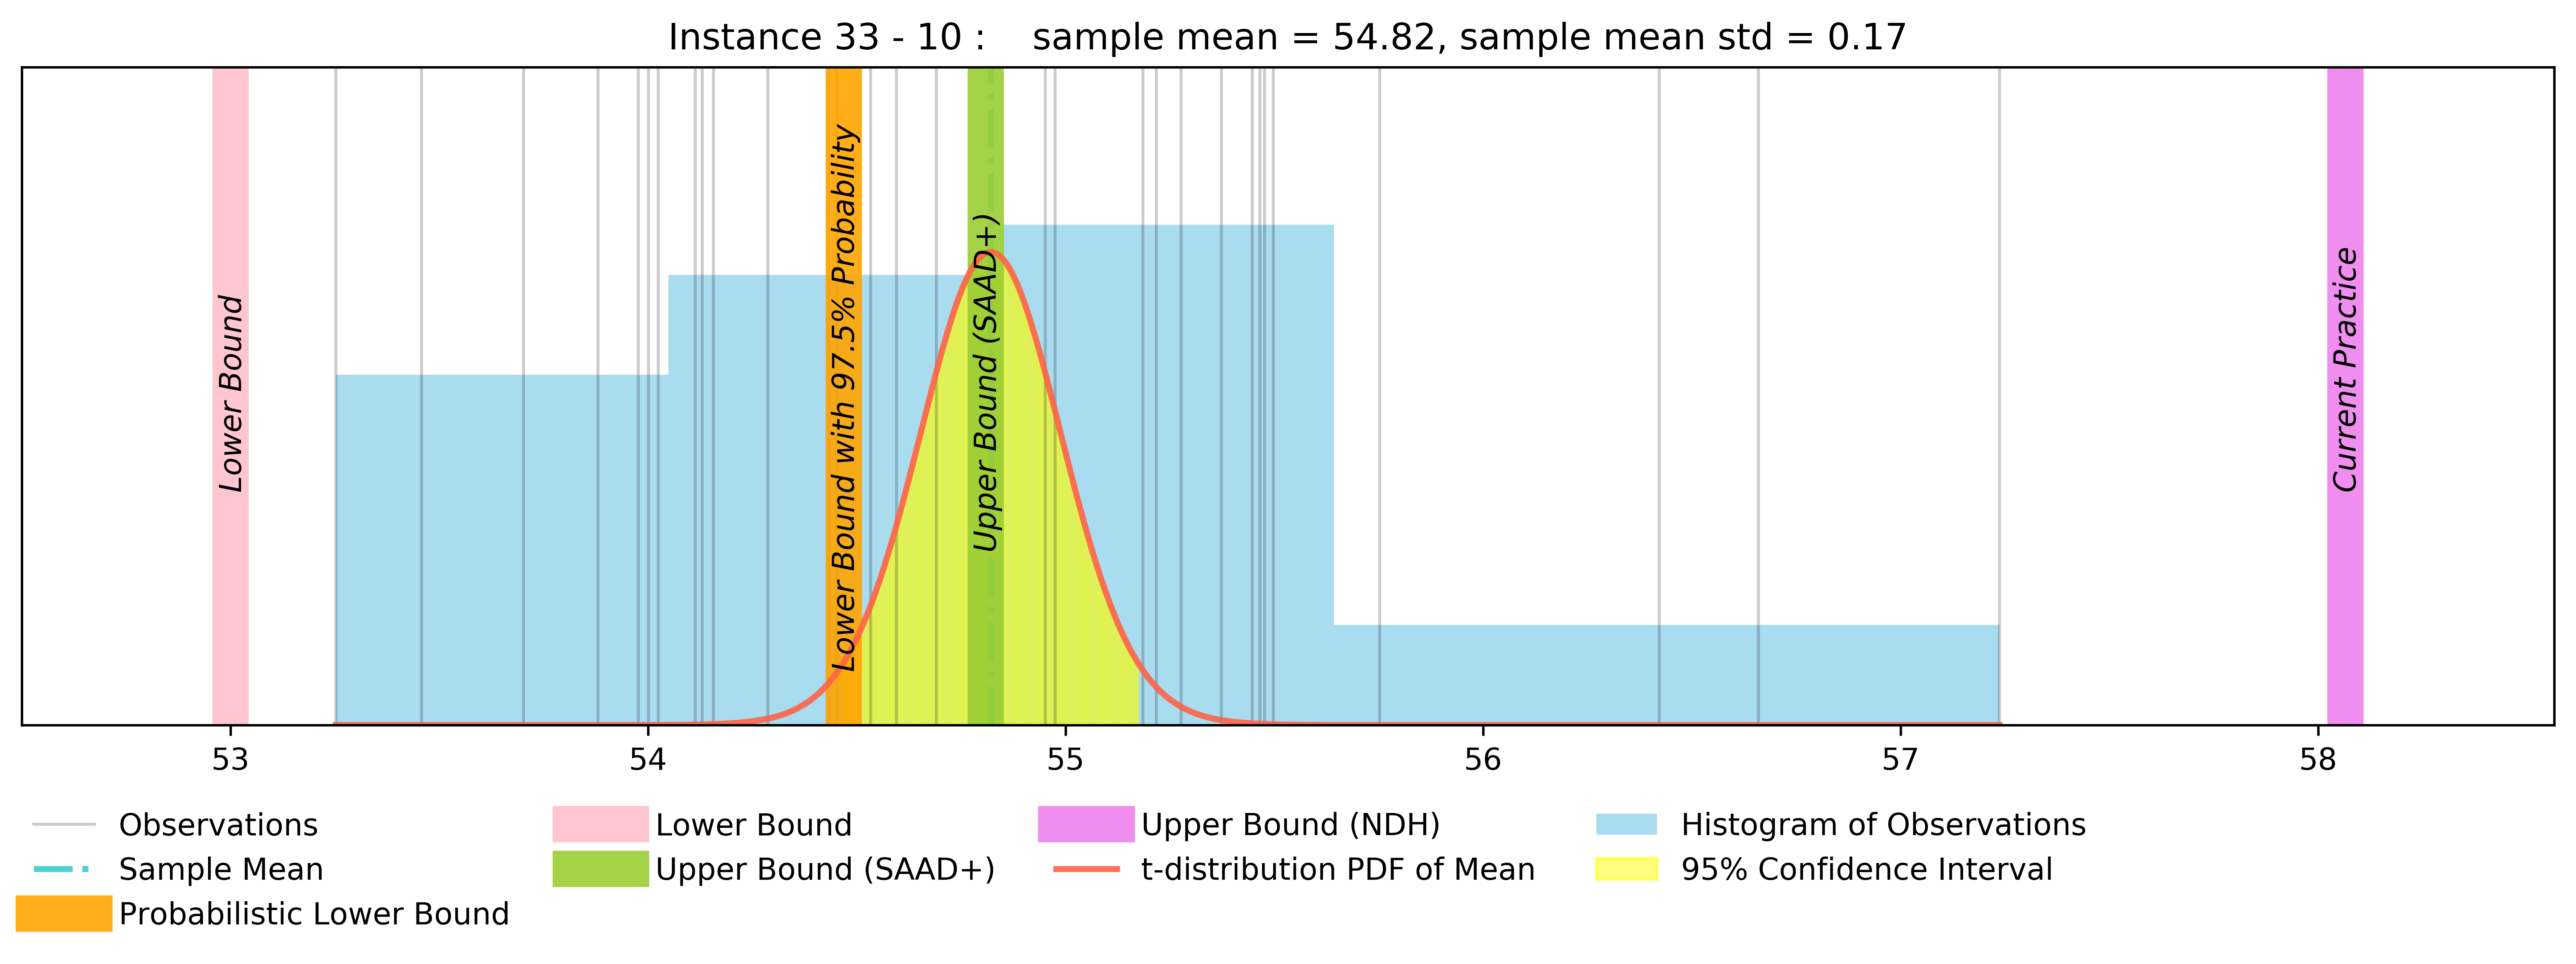 Instance 33 - 10 :    sample mean = 54.82, sample mean std = 0.17
Lower Bound
Lower Bound with 97.5% Probability
Upper Bound (SAAD+)
Current Practice
53 54 55 56 57 58
Observations
Sample Mean
Probabilistic Lower Bound
Lower Bound
Upper Bound (SAAD+)
Upper Bound (NDH)
t-distribution PDF of Mean
Histogram of Observations
95% Confidence Interval